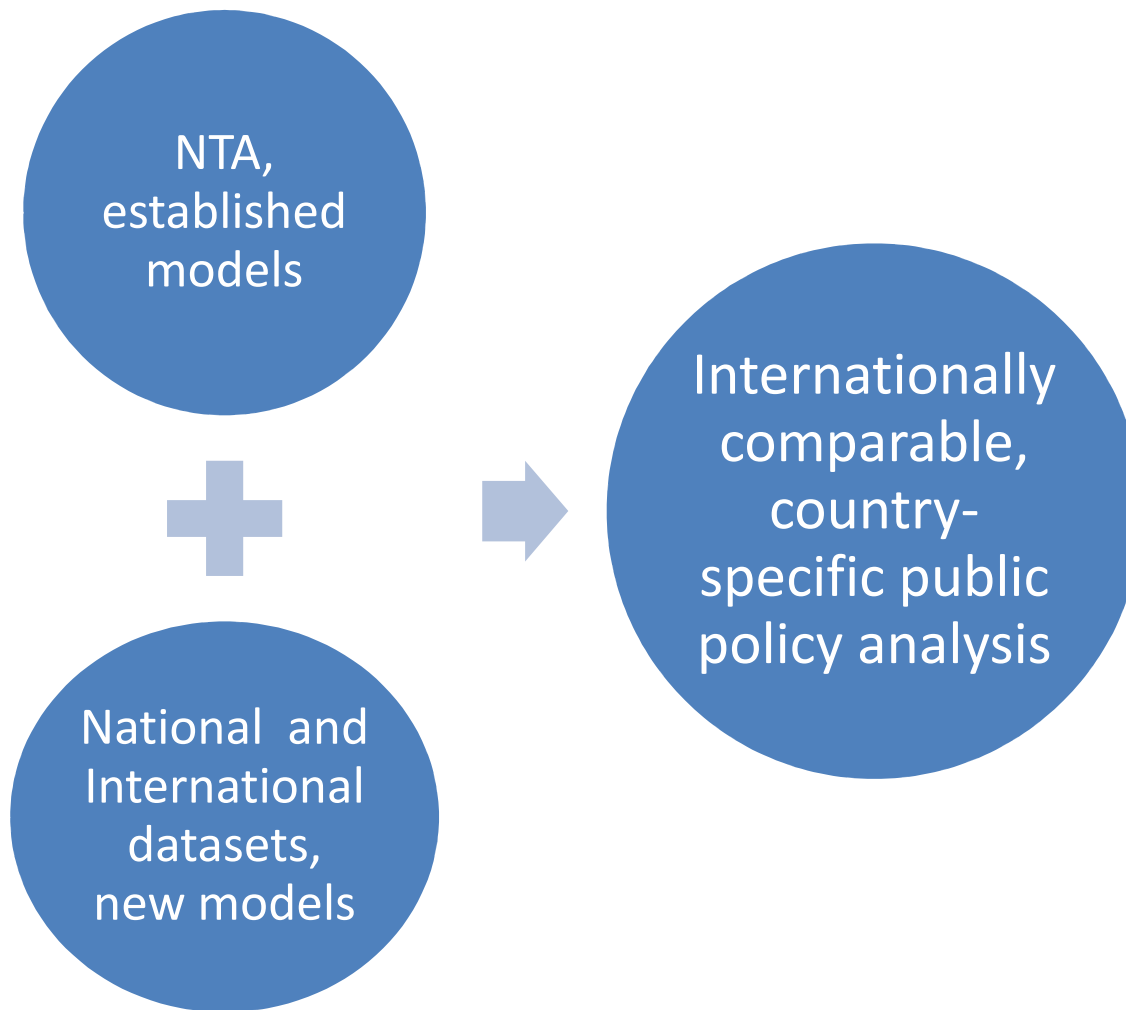 NTA,
established
models
National and
International
datasets,
new models
Internationally
comparable,
country-
specific public
policy analysis